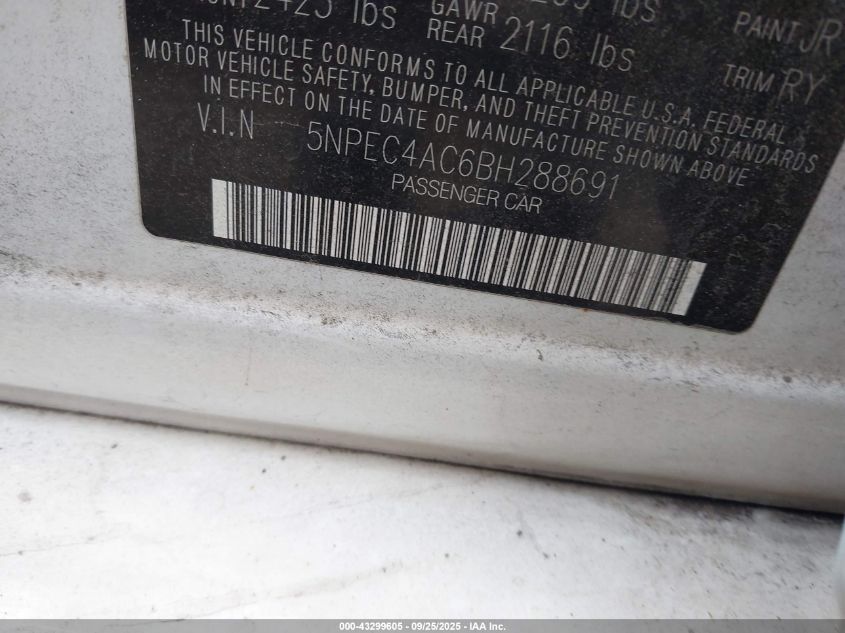 2425 lbs
GAWR
REAR 2116 lbs
PAINT JR
TRIM RY
THIS VEHICLE CONFORMS TO ALL APPLICABLE U.S.A. FEDERAL
MOTOR VEHICLE SAFETY, BUMPER, AND THEFT PREVENTION STANDARDS
IN EFFECT ON THE DATE OF MANUFACTURE SHOWN ABOVE
V.I.N 5NPEC4AC6BH288691
PASSENGER CAR
000-43299605 / 09/25/2025 - IAA Inc.